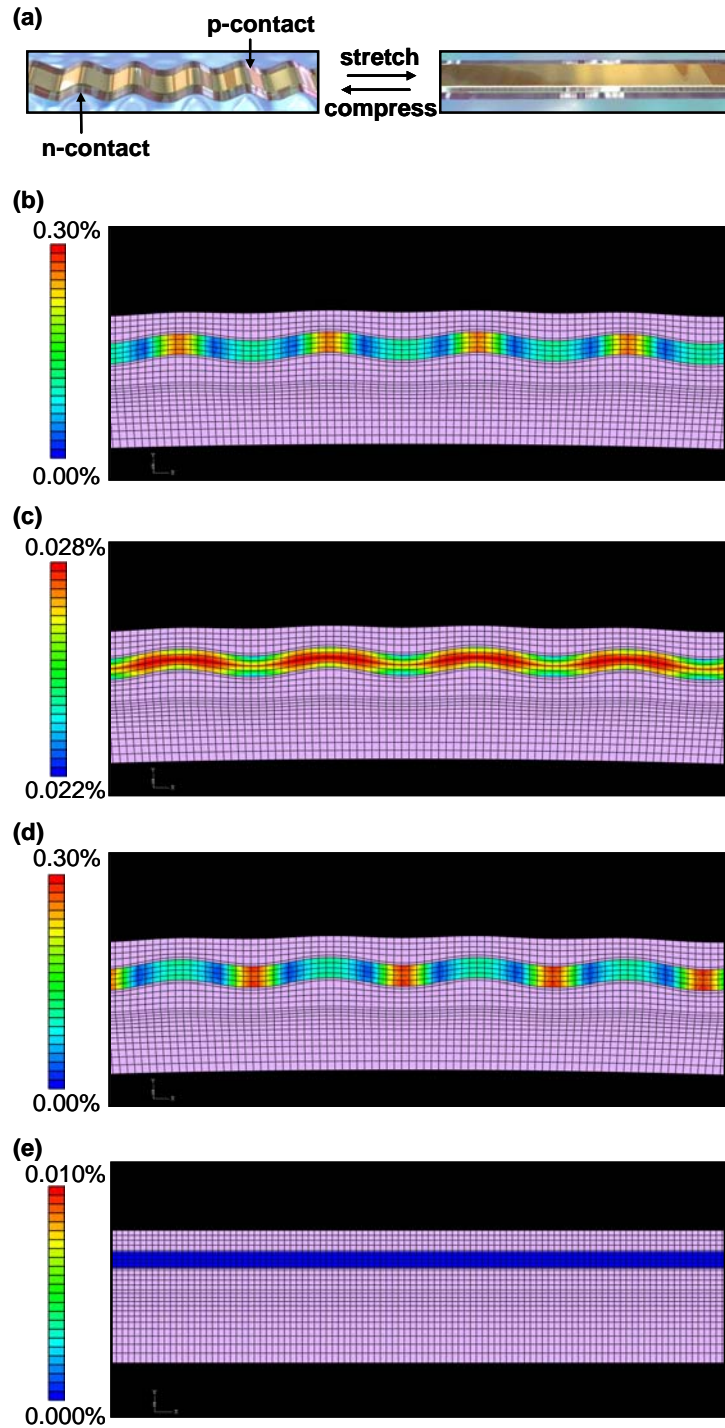 (a)
p-contact
stretch
compress
n-contact
(b)
0.30%
0.00%
(c)
0.028%
0.022%
(d)
0.30%
0.00%
(e)
0.010%
0.000%